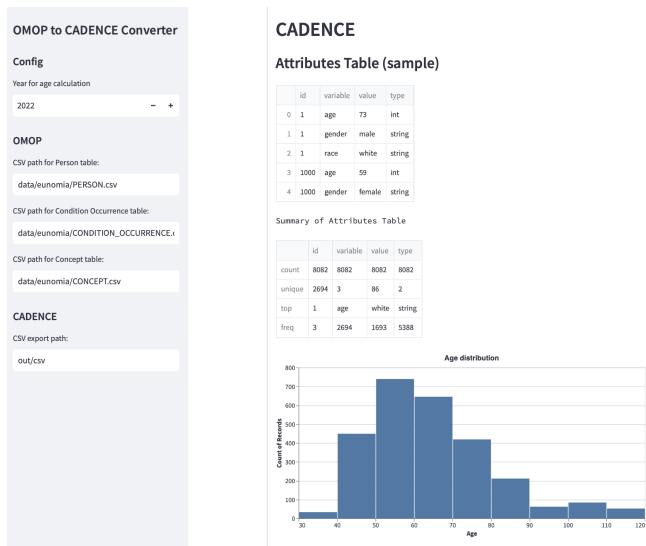 OMOP to CADENCE Converter
Config
Year for age calculation
2022 − +
OMOP
CSV path for Person table:
data/eunomia/PERSON.csv
CSV path for Condition Occurrence table:
data/eunomia/CONDITION_OCCURRENCE.c
CSV path for Concept table:
data/eunomia/CONCEPT.csv
CADENCE
CSV export path:
out/csv
CADENCE
Attributes Table (sample)
id variable value type
0 1 age 73 int
1 1 gender male string
2 1 race white string
3 1000 age 59 int
4 1000 gender female string
Summary of Attributes Table
id variable value type
count 8082 8082 8082 8082
unique 2694 3 86 2
top 1 age white string
freq 3 2694 1693 5388
Age distribution
800
700
600
500
400
300
200
100
0
Count of Records
30 40 50 60 70 80 90 100 110 120
Age